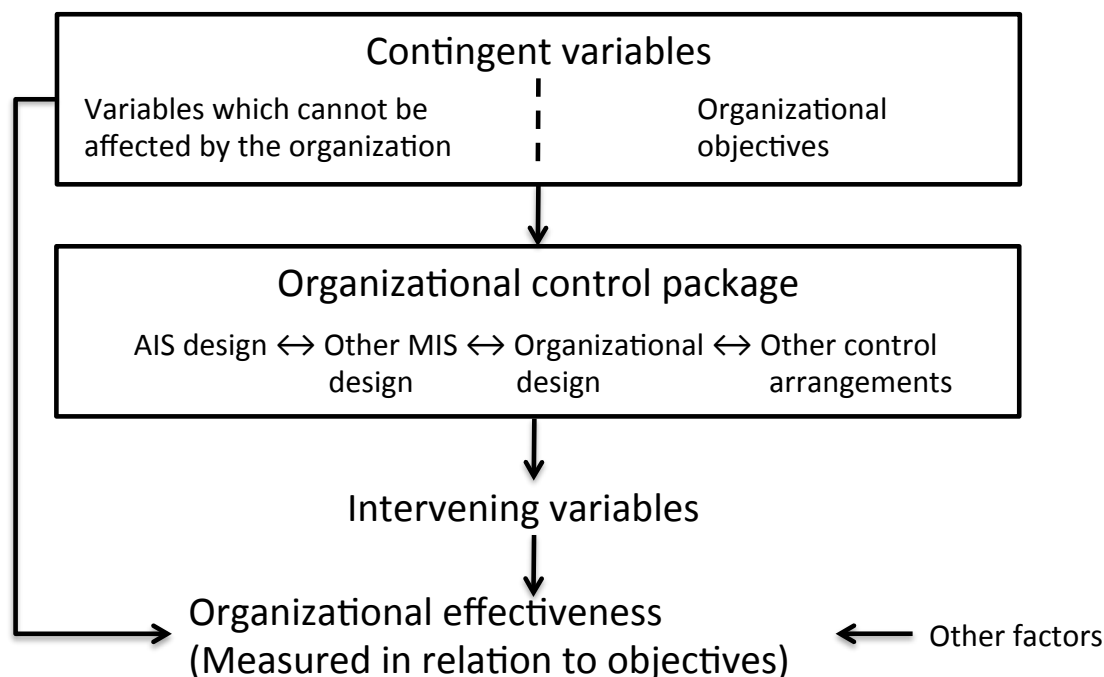 Contingent variables
Variables which cannot be
affected by the organization
Organizational
objectives
Organizational control package
AIS design ↔ Other MIS ↔ Organizational ↔ Other control
design design arrangements
Intervening variables
Organizational effectiveness
(Measured in relation to objectives)
Other factors